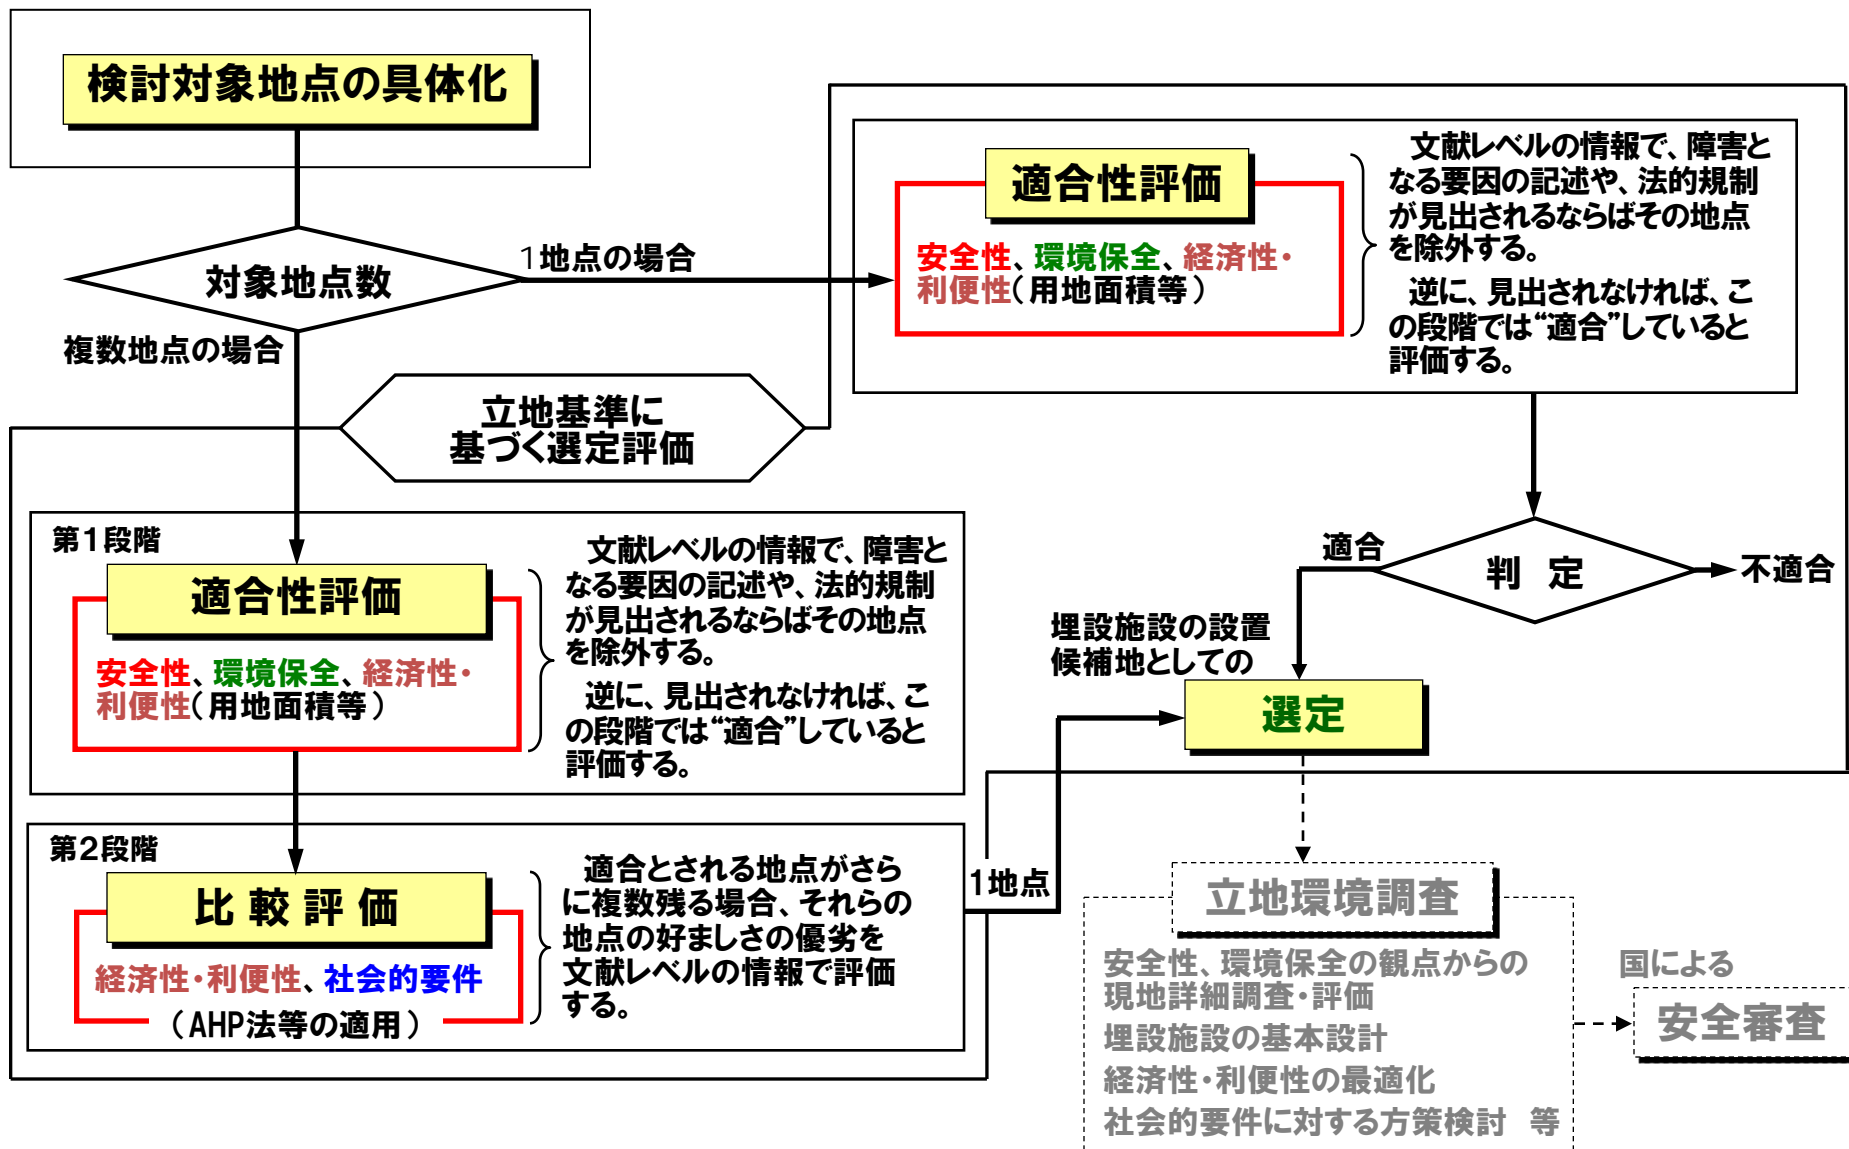 検討対象地点の具体化
対象地点数
1地点の場合
複数地点の場合
適合性評価
安全性、環境保全、経済性・
利便性(用地面積等)
文献レベルの情報で、障害と
なる要因の記述や、法的規制
が見出されるならばその地点
を除外する。
逆に、見出されなければ、こ
の段階では“適合”していると
評価する。
立地基準に
基づく選定評価
第1段階
適合性評価
安全性、環境保全、経済性・
利便性(用地面積等)
文献レベルの情報で、障害と
なる要因の記述や、法的規制
が見出されるならばその地点
を除外する。
逆に、見出されなければ、こ
の段階では“適合”していると
評価する。
第2段階
比較評価
経済性・利便性、社会的要件
(AHP法等の適用)
適合とされる地点がさら
に複数残る場合、それらの
地点の好ましさの優劣を
文献レベルの情報で評価
する。
1地点
判 定
適合
不適合
埋設施設の設置
候補地としての
選定
立地環境調査
安全性、環境保全の観点からの
現地詳細調査・評価
埋設施設の基本設計
経済性・利便性の最適化
社会的要件に対する方策検討 等
国による
安全審査